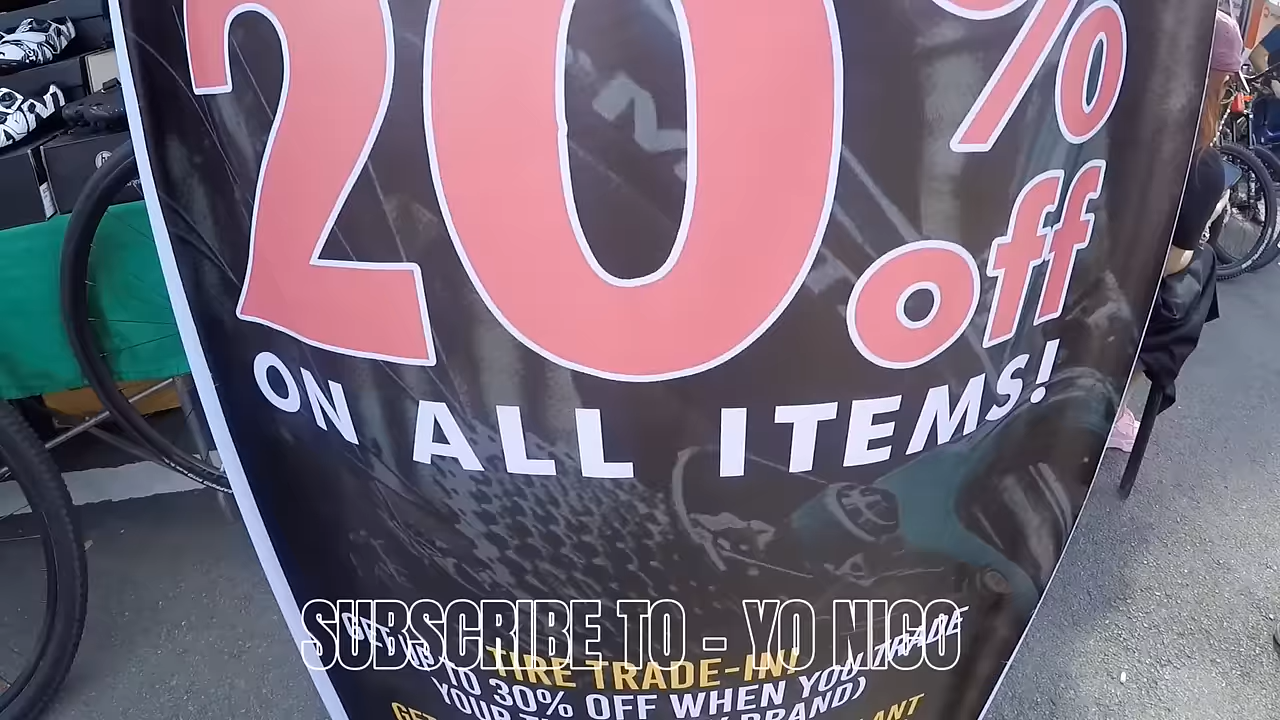 20%
off
ON ALL ITEMS!
SUBSCRIBE TO - YO NICO
TIRE TRADE-IN!
TO 30% OFF WHEN YOU TRADE
YOUR BRAND)